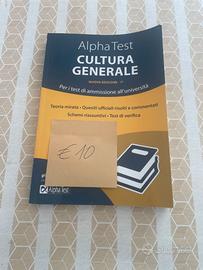 Alpha Test
CULTURA
GENERALE
Per i test di ammissione all'università
Teoria mirata • Quesiti ufficiali risolti e commentati
Schemi riassuntivi • Test di verifica
€10
Alpha Test
subito